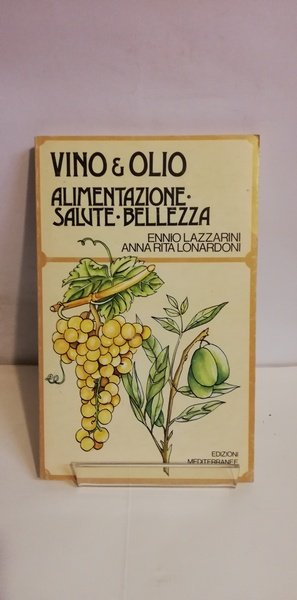 VINO & OLIO
ALIMENTAZIONE·
SALUTE·BELLEZZA
ENNIO LAZZARINI
ANNA RITA LONARDONI
EDIZIONI
MEDITERRANEE